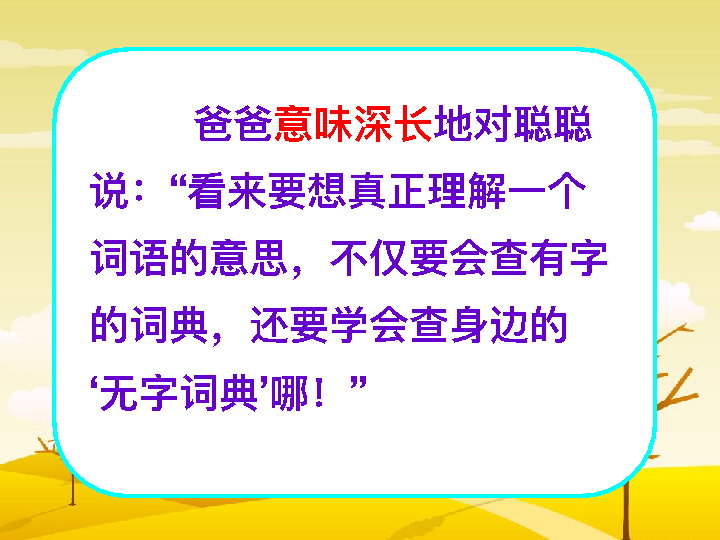 爸爸意味深长地对聪聪
说：“看来要想真正理解一个
词语的意思，不仅要会查有字
的词典，还要学会查身边的
‘无字词典’哪！”